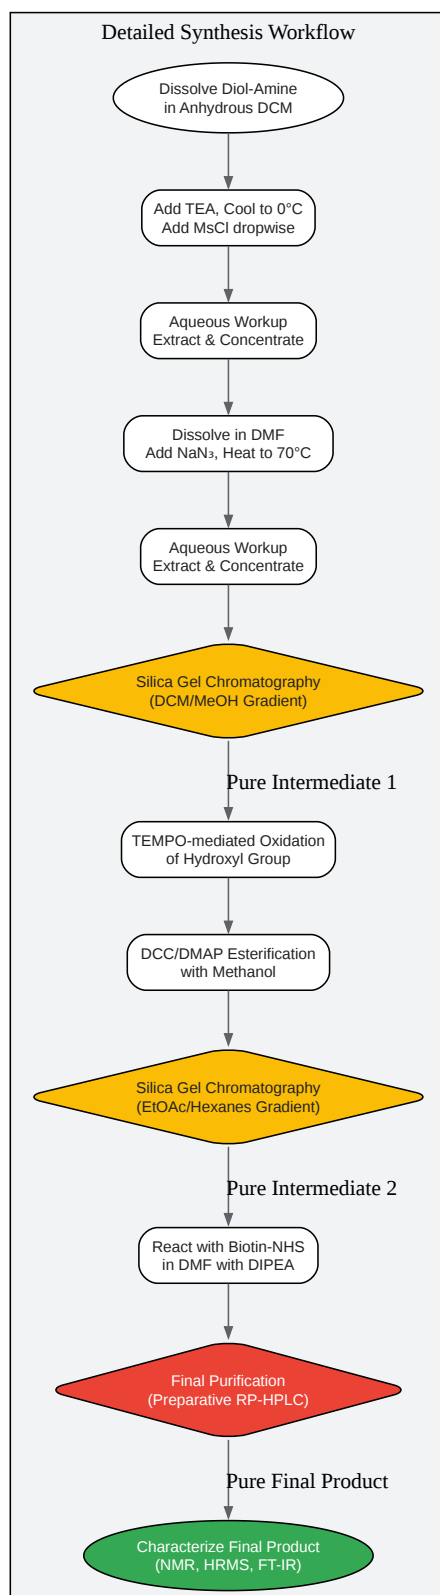 Detailed Synthesis Workflow
Dissolve Diol-Amine
in Anhydrous DCM
Add TEA, Cool to 0°C
Add MsCl dropwise
Aqueous Workup
Extract & Concentrate
Dissolve in DMF
Add NaN₃, Heat to 70°C
Aqueous Workup
Extract & Concentrate
Silica Gel Chromatography
(DCM/MeOH Gradient)
Pure Intermediate 1
TEMPO-mediated Oxidation
of Hydroxyl Group
DCC/DMAP Esterification
with Methanol
Silica Gel Chromatography
(EtOAc/Hexanes Gradient)
Pure Intermediate 2
React with Biotin-NHS
in DMF with DIPEA
Final Purification
(Preparative RP-HPLC)
Pure Final Product
Characterize Final Product
(NMR, HRMS, FT-IR)